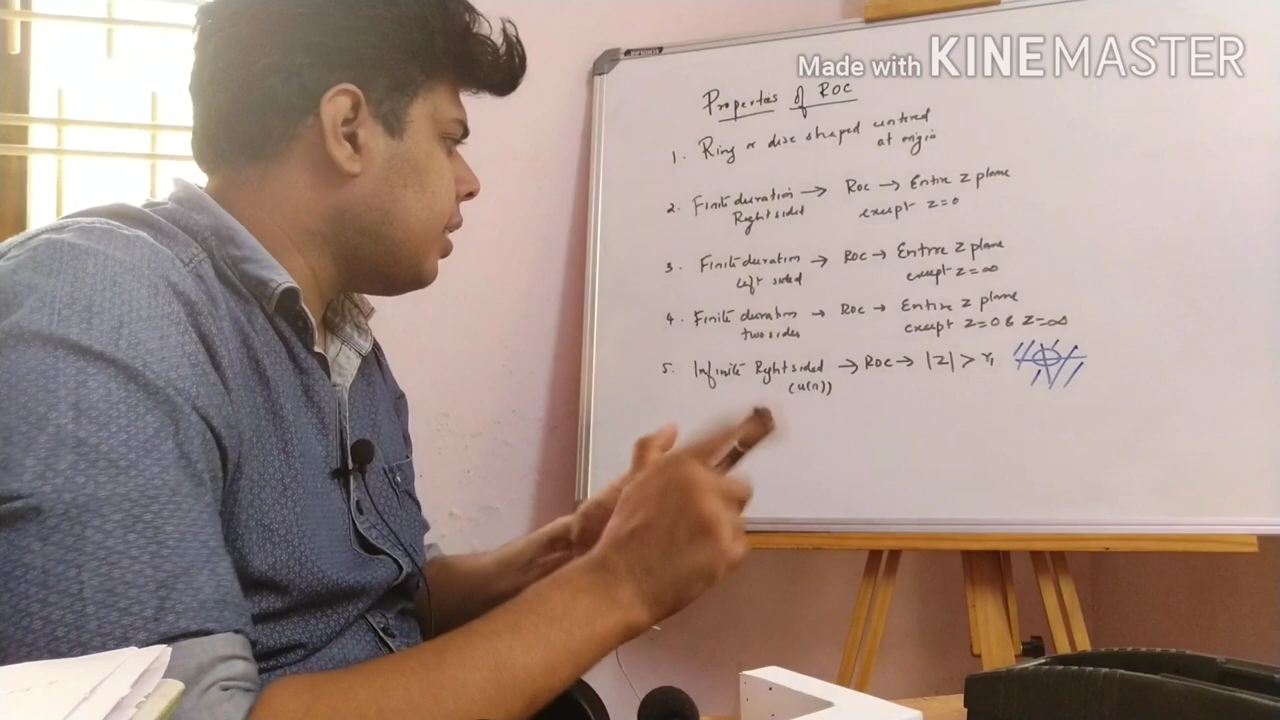 Made with KINEMASTER
Properties of ROC
1. Ring or disc shaped centered
at origin
2. Finite duration → ROC → Entire Z plane
Right sided except z=0
3. Finite duration → ROC → Entire Z plane
left sided except z=∞
4. Finite duration → ROC → Entire Z plane
two sides except z=0 & z=∞
5. Infinite Right sided → ROC → |z| > r₁
(u(n))